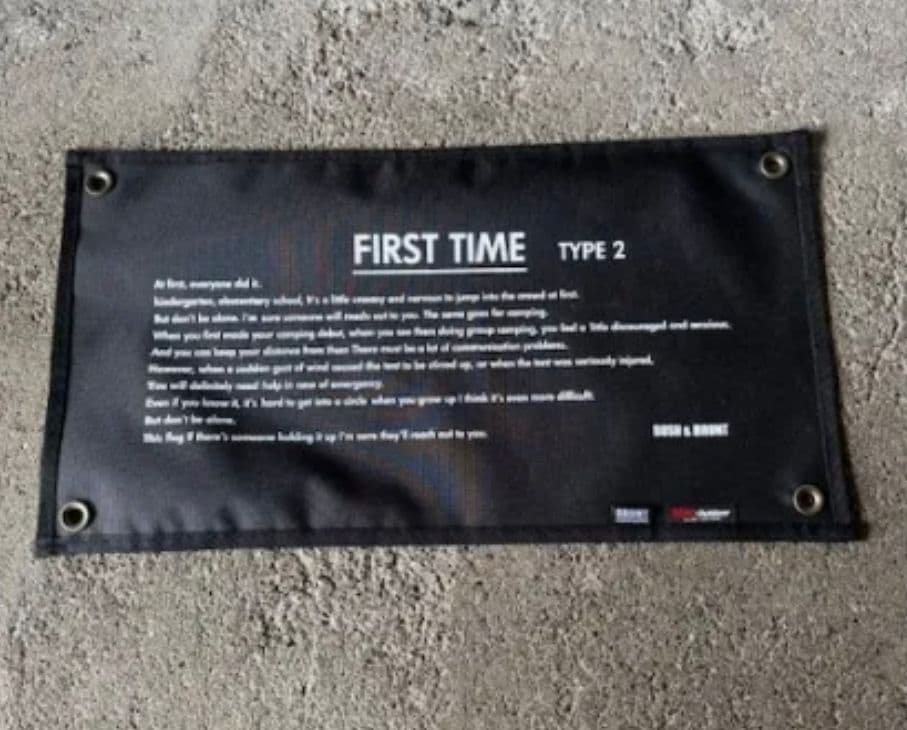 FIRST TIME TYPE 2
At first, everyone did it.
kindergarten, elementary school, It's a little uneasy and nervous to jump into the crowd at first.
But don't be alone. I'm sure someone will reach out to you. The same goes for camping.
When you first made your camping debut, when you see them doing group camping, you feel a little discouraged and anxious.
And you can keep your distance from them There must be a lot of communication problems.
However, when a sudden gust of wind caused the tent to be stirred up, or when the tent was seriously injured,
You will definitely need help in case of emergency.
Even if you know it, it's hard to get into a circle when you grow up I think it's even more difficult.
But don't be alone.
This flag If there's someone holding it up I'm sure they'll reach out to you.